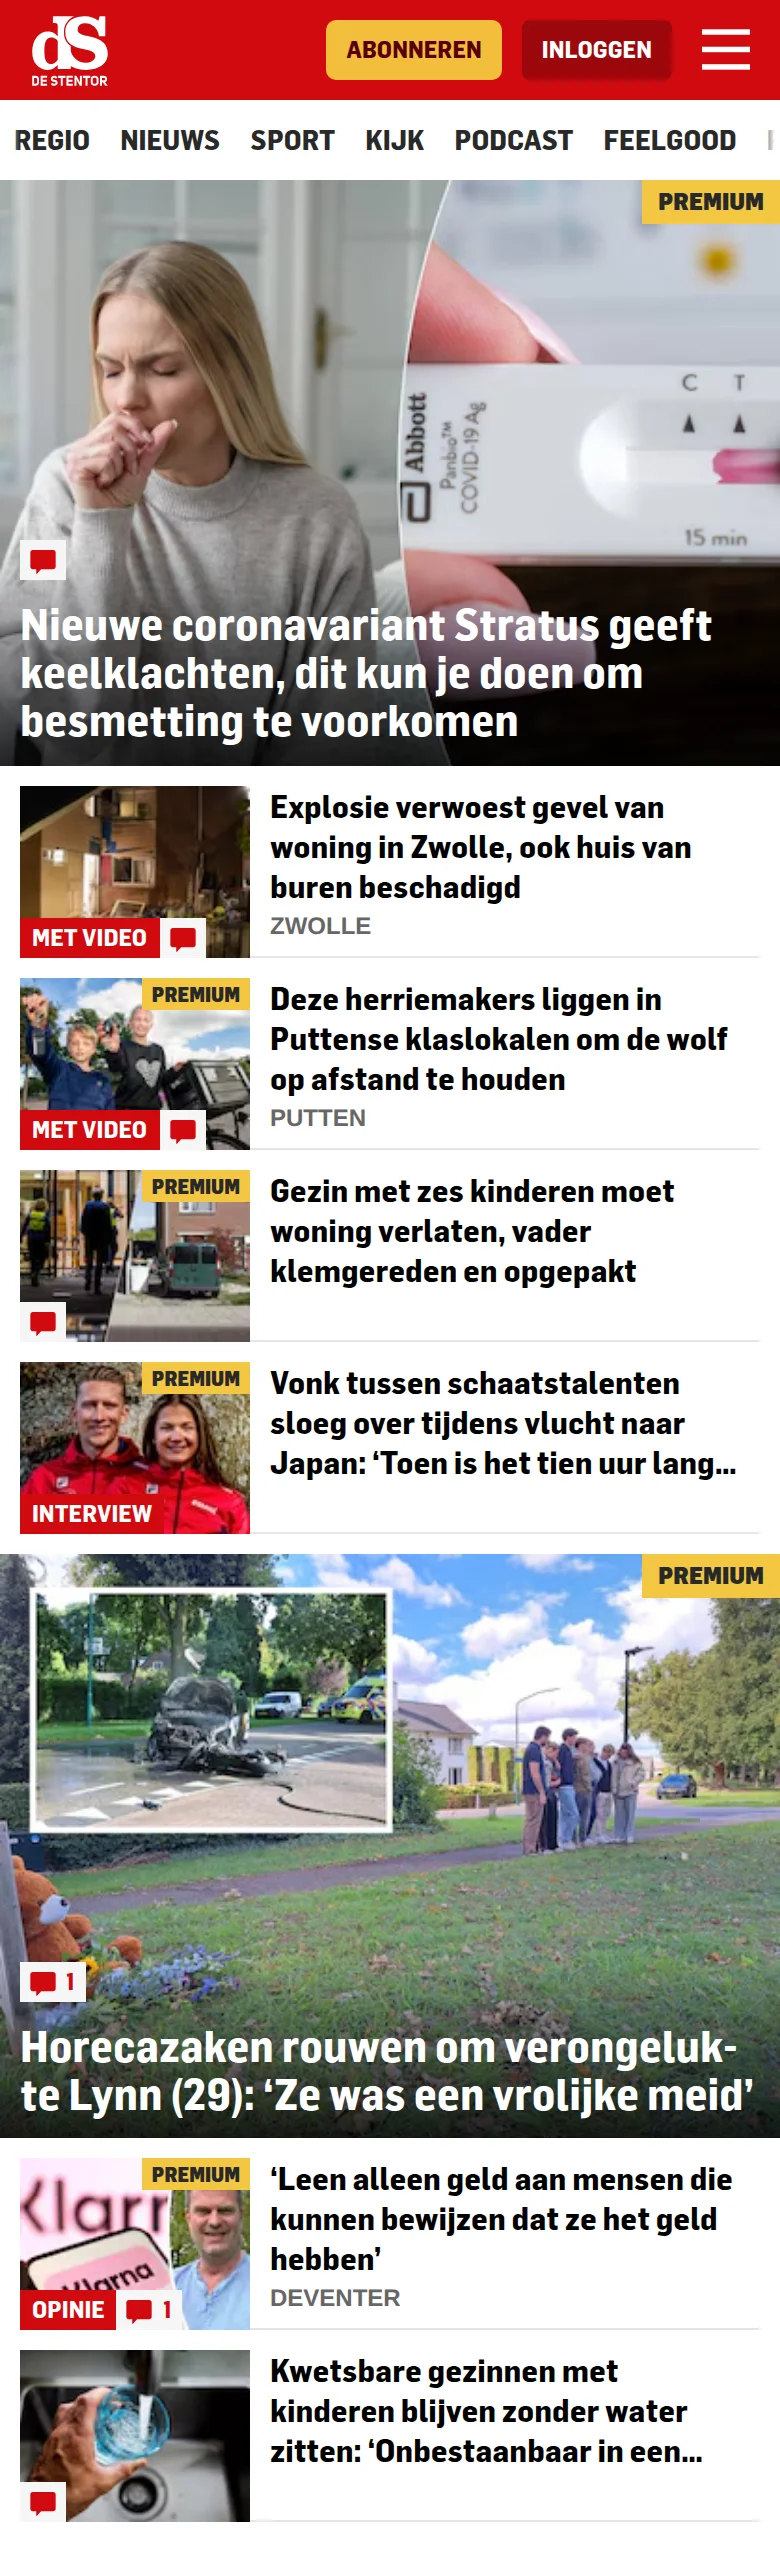 dS
DE STENTOR
ABONNEREN
INLOGGEN
REGIO NIEUWS SPORT KIJK PODCAST FEELGOOD
PREMIUM
C T
Abbott
Panbio™
COVID-19 Ag
15 min
Nieuwe coronavariant Stratus geeft
keelklachten, dit kun je doen om
besmetting te voorkomen
Explosie verwoest gevel van
woning in Zwolle, ook huis van
buren beschadigd
ZWOLLE
MET VIDEO
PREMIUM
Deze herriemakers liggen in
Puttense klaslokalen om de wolf
op afstand te houden
PUTTEN
MET VIDEO
PREMIUM
Gezin met zes kinderen moet
woning verlaten, vader
klemgereden en opgepakt
PREMIUM
Vonk tussen schaatstalenten
sloeg over tijdens vlucht naar
Japan: ‘Toen is het tien uur lang...
INTERVIEW
PREMIUM
1
Horecazaken rouwen om verongeluk-
te Lynn (29): ‘Ze was een vrolijke meid’
PREMIUM
Klarr
Klarna
‘Leen alleen geld aan mensen die
kunnen bewijzen dat ze het geld
hebben’
DEVENTER
OPINIE
1
Kwetsbare gezinnen met
kinderen blijven zonder water
zitten: ‘Onbestaanbaar in een...